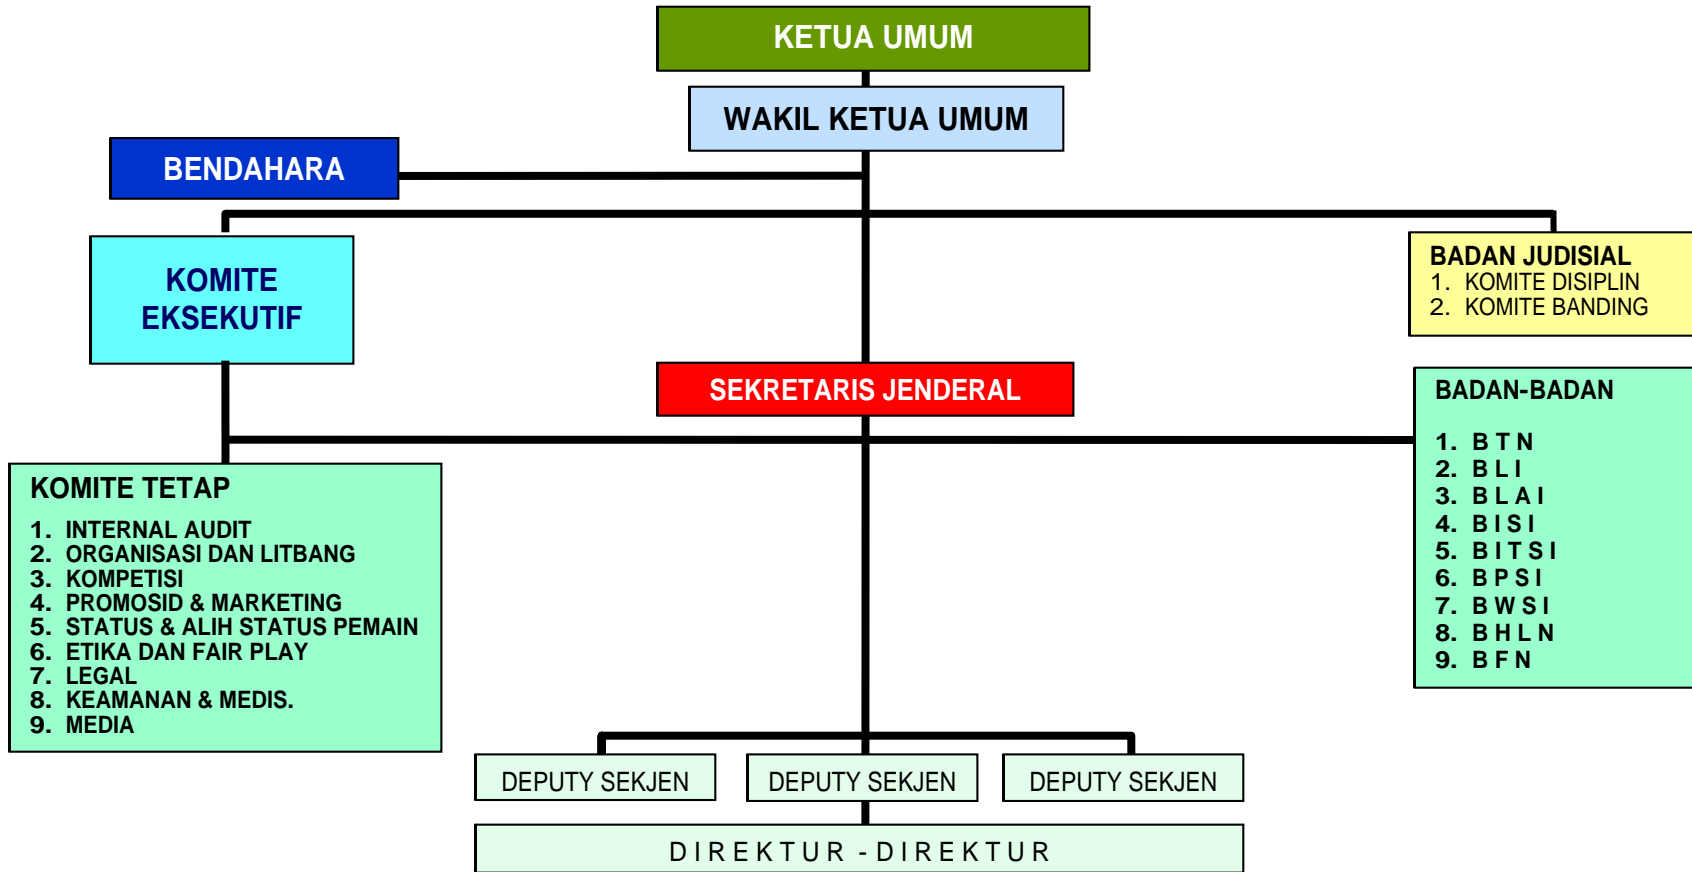 KETUA UMUM
WAKIL KETUA UMUM
BENDAHARA
KOMITE
EKSEKUTIF
BADAN JUDISIAL
1. KOMITE DISIPLIN
2. KOMITE BANDING
SEKRETARIS JENDERAL
BADAN-BADAN
1. B T N
2. B L I
3. B L A I
4. B I S I
5. B I T S I
6. B P S I
7. B W S I
8. B H L N
9. B F N
KOMITE TETAP
1. INTERNAL AUDIT
2. ORGANISASI DAN LITBANG
3. KOMPETISI
4. PROMOSID & MARKETING
5. STATUS & ALIH STATUS PEMAIN
6. ETIKA DAN FAIR PLAY
7. LEGAL
8. KEAMANAN & MEDIS.
9. MEDIA
DEPUTY SEKJEN
DEPUTY SEKJEN
DEPUTY SEKJEN
D I R E K T U R - D I R E K T U R